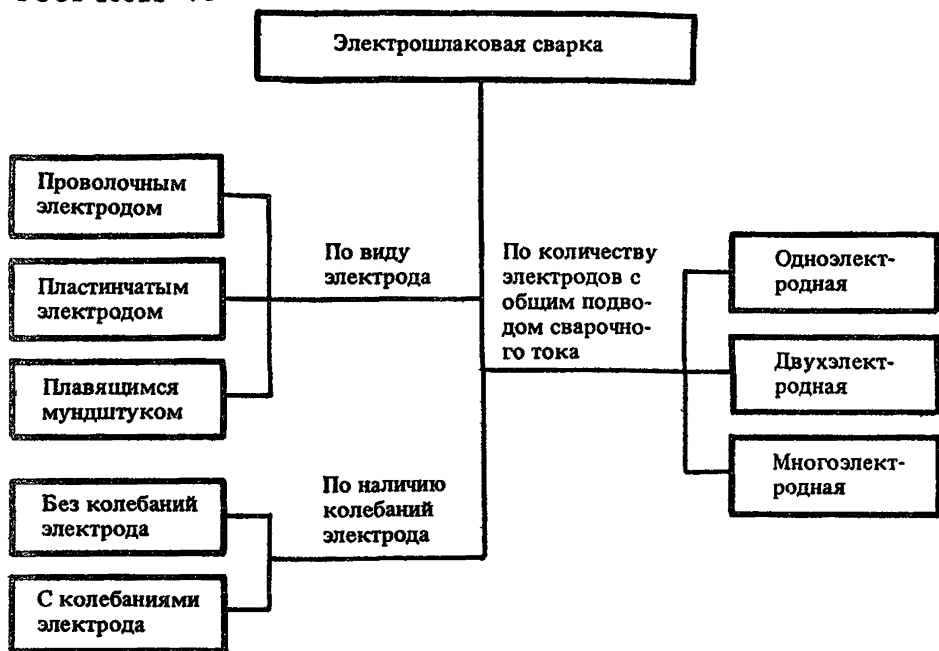 Электрошлаковая сварка
Проволочным
электродом
Пластинчатым
электродом
Плавящимся
мундштуком
По виду
электрода
По количеству
электродов с
общим подво-
дом сварочно-
го тока
Одноэлект-
родная
Двухэлект-
родная
Многоэлект-
родная
Без колебаний
электрода
С колебаниями
электрода
По наличию
колебаний
электрода